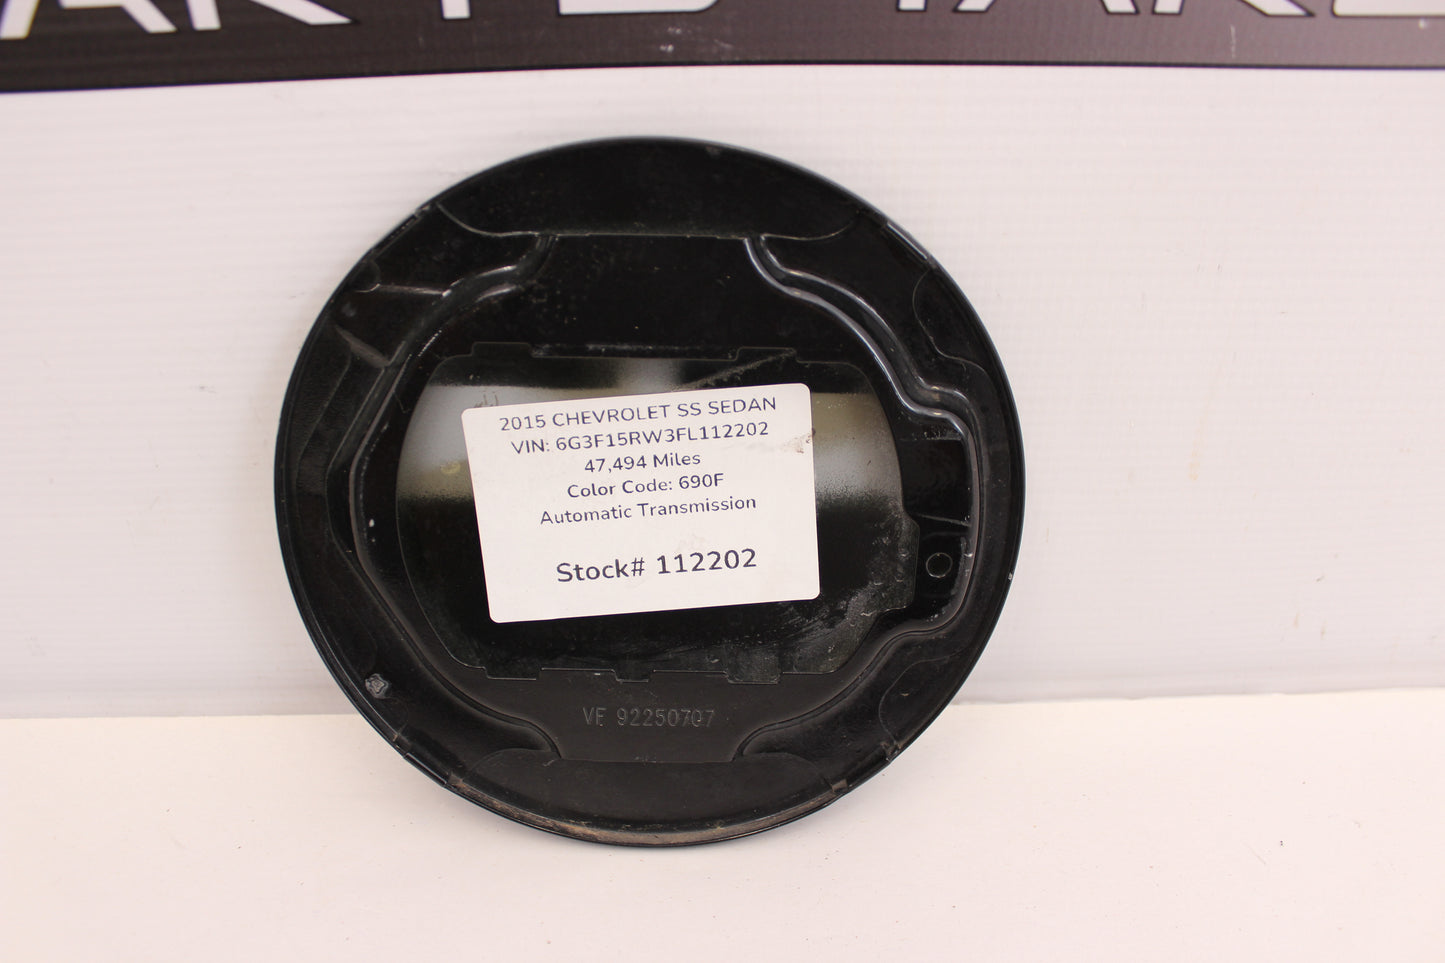 2015 CHEVROLET SS SEDAN
VIN: 6G3F15RW3FL112202
47,494 Miles
Color Code: 690F
Automatic Transmission
Stock# 112202
VF 92250707